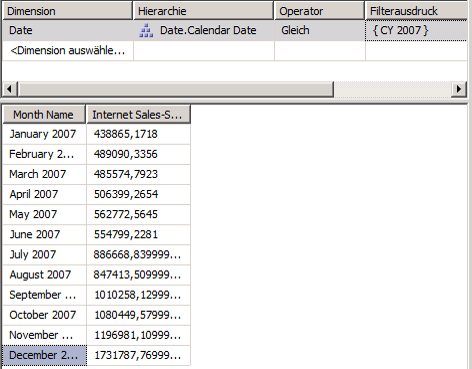 Dimension Hierarchie Operator Filterausdruck
Date Date.Calendar Date Gleich { CY 2007 }
<Dimension auswähle...
Month Name Internet Sales-S...
January 2007 438865,1718
February 2... 489090,3356
March 2007 485574,7923
April 2007 506399,2654
May 2007 562772,5645
June 2007 554799,2281
July 2007 886668,839999...
August 2007 847413,509999...
September ... 1010258,12999...
October 2007 1080449,57999...
November ... 1196981,10999...
December 2... 1731787,76999...